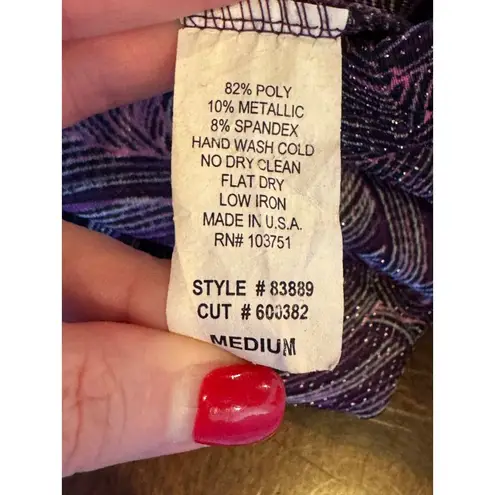 82% POLY
10% METALLIC
8% SPANDEX
HAND WASH COLD
NO DRY CLEAN
FLAT DRY
LOW IRON
MADE IN U.S.A.
RN# 103751
STYLE # 83889
CUT # 600382
MEDIUM